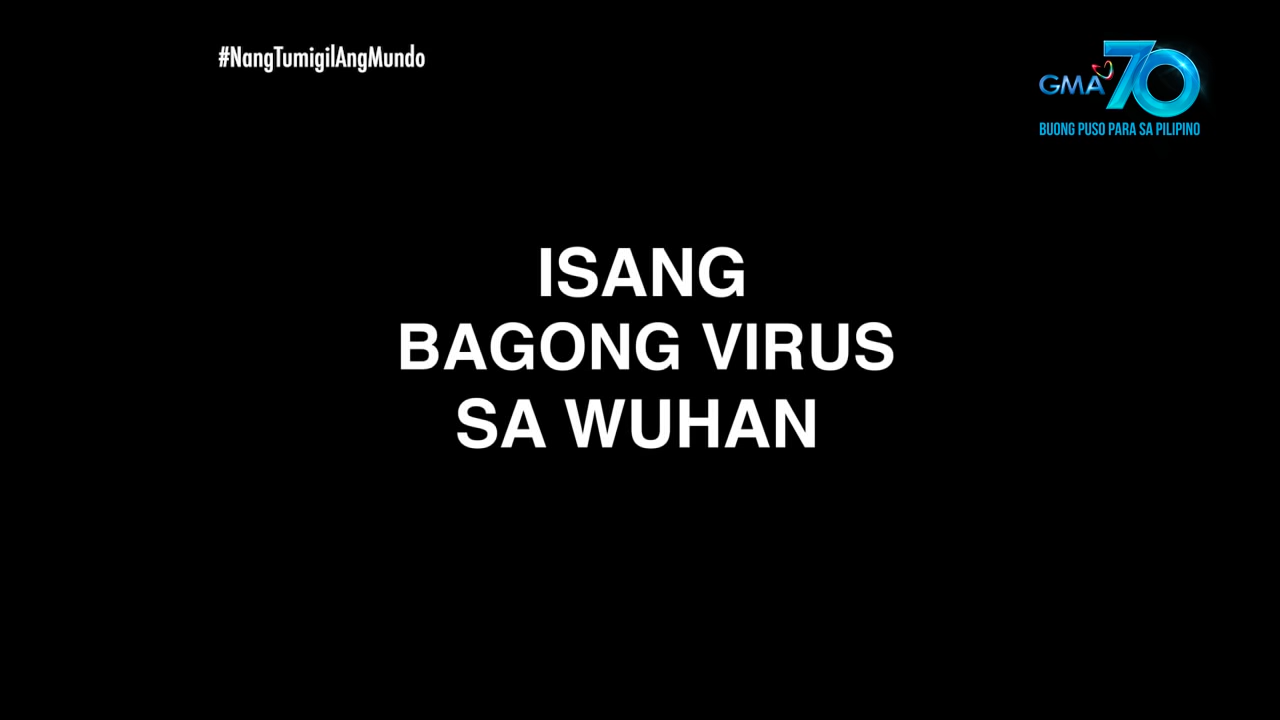 #NangTumigilAngMundo
GMA 70
BUONG PUSO PARA SA PILIPINO
ISANG
BAGONG VIRUS
SA WUHAN